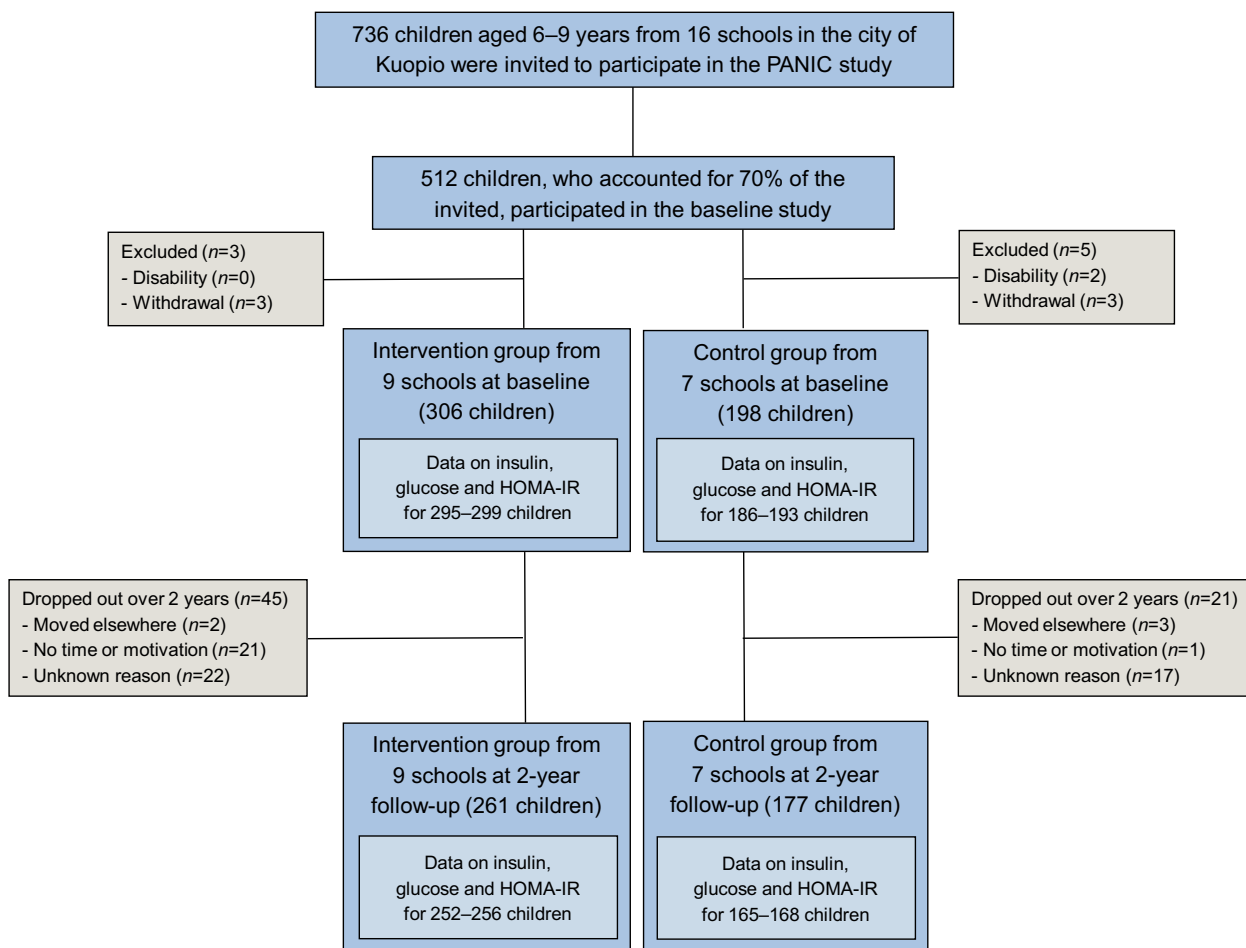 736 children aged 6–9 years from 16 schools in the city of
Kuopio were invited to participate in the PANIC study
512 children, who accounted for 70% of the
invited, participated in the baseline study
Excluded (n=3)
- Disability (n=0)
- Withdrawal (n=3)
Excluded (n=5)
- Disability (n=2)
- Withdrawal (n=3)
Intervention group from
9 schools at baseline
(306 children)
Data on insulin,
glucose and HOMA-IR
for 295–299 children
Control group from
7 schools at baseline
(198 children)
Data on insulin,
glucose and HOMA-IR
for 186–193 children
Dropped out over 2 years (n=45)
- Moved elsewhere (n=2)
- No time or motivation (n=21)
- Unknown reason (n=22)
Dropped out over 2 years (n=21)
- Moved elsewhere (n=3)
- No time or motivation (n=1)
- Unknown reason (n=17)
Intervention group from
9 schools at 2-year
follow-up (261 children)
Data on insulin,
glucose and HOMA-IR
for 252–256 children
Control group from
7 schools at 2-year
follow-up (177 children)
Data on insulin,
glucose and HOMA-IR
for 165–168 children